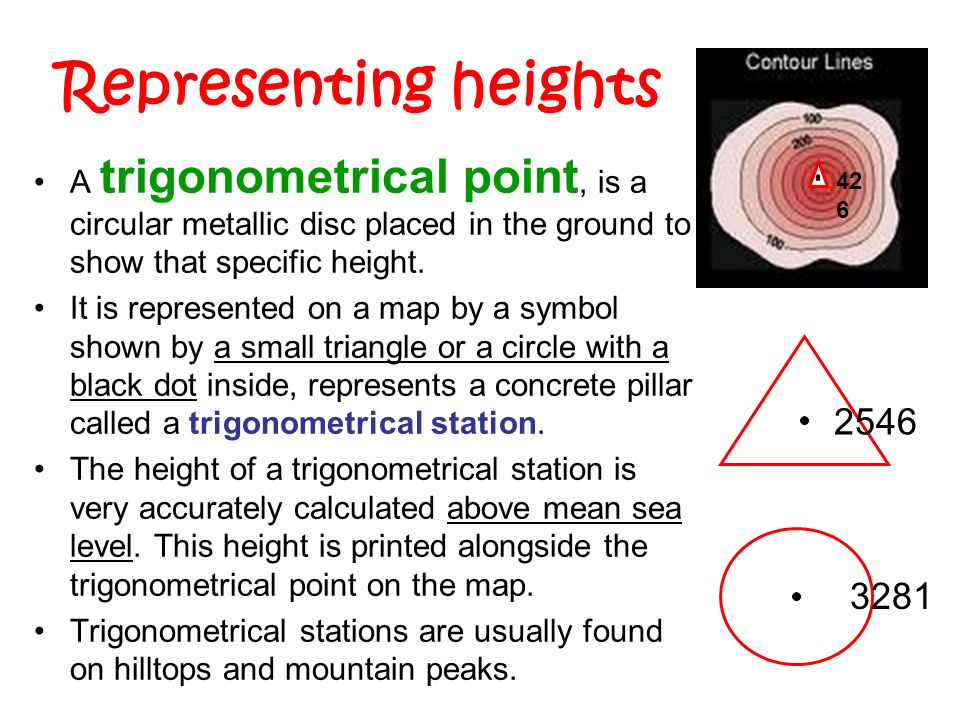 Representing heights
• A trigonometrical point, is a
circular metallic disc placed in the ground to
show that specific height.
• It is represented on a map by a symbol
shown by a small triangle or a circle with a
black dot inside, represents a concrete pillar
called a trigonometrical station.
• The height of a trigonometrical station is
very accurately calculated above mean sea
level. This height is printed alongside the
trigonometrical point on the map.
• Trigonometrical stations are usually found
on hilltops and mountain peaks.
Contour Lines
100
200
42
6
100
• 2546
• 3281